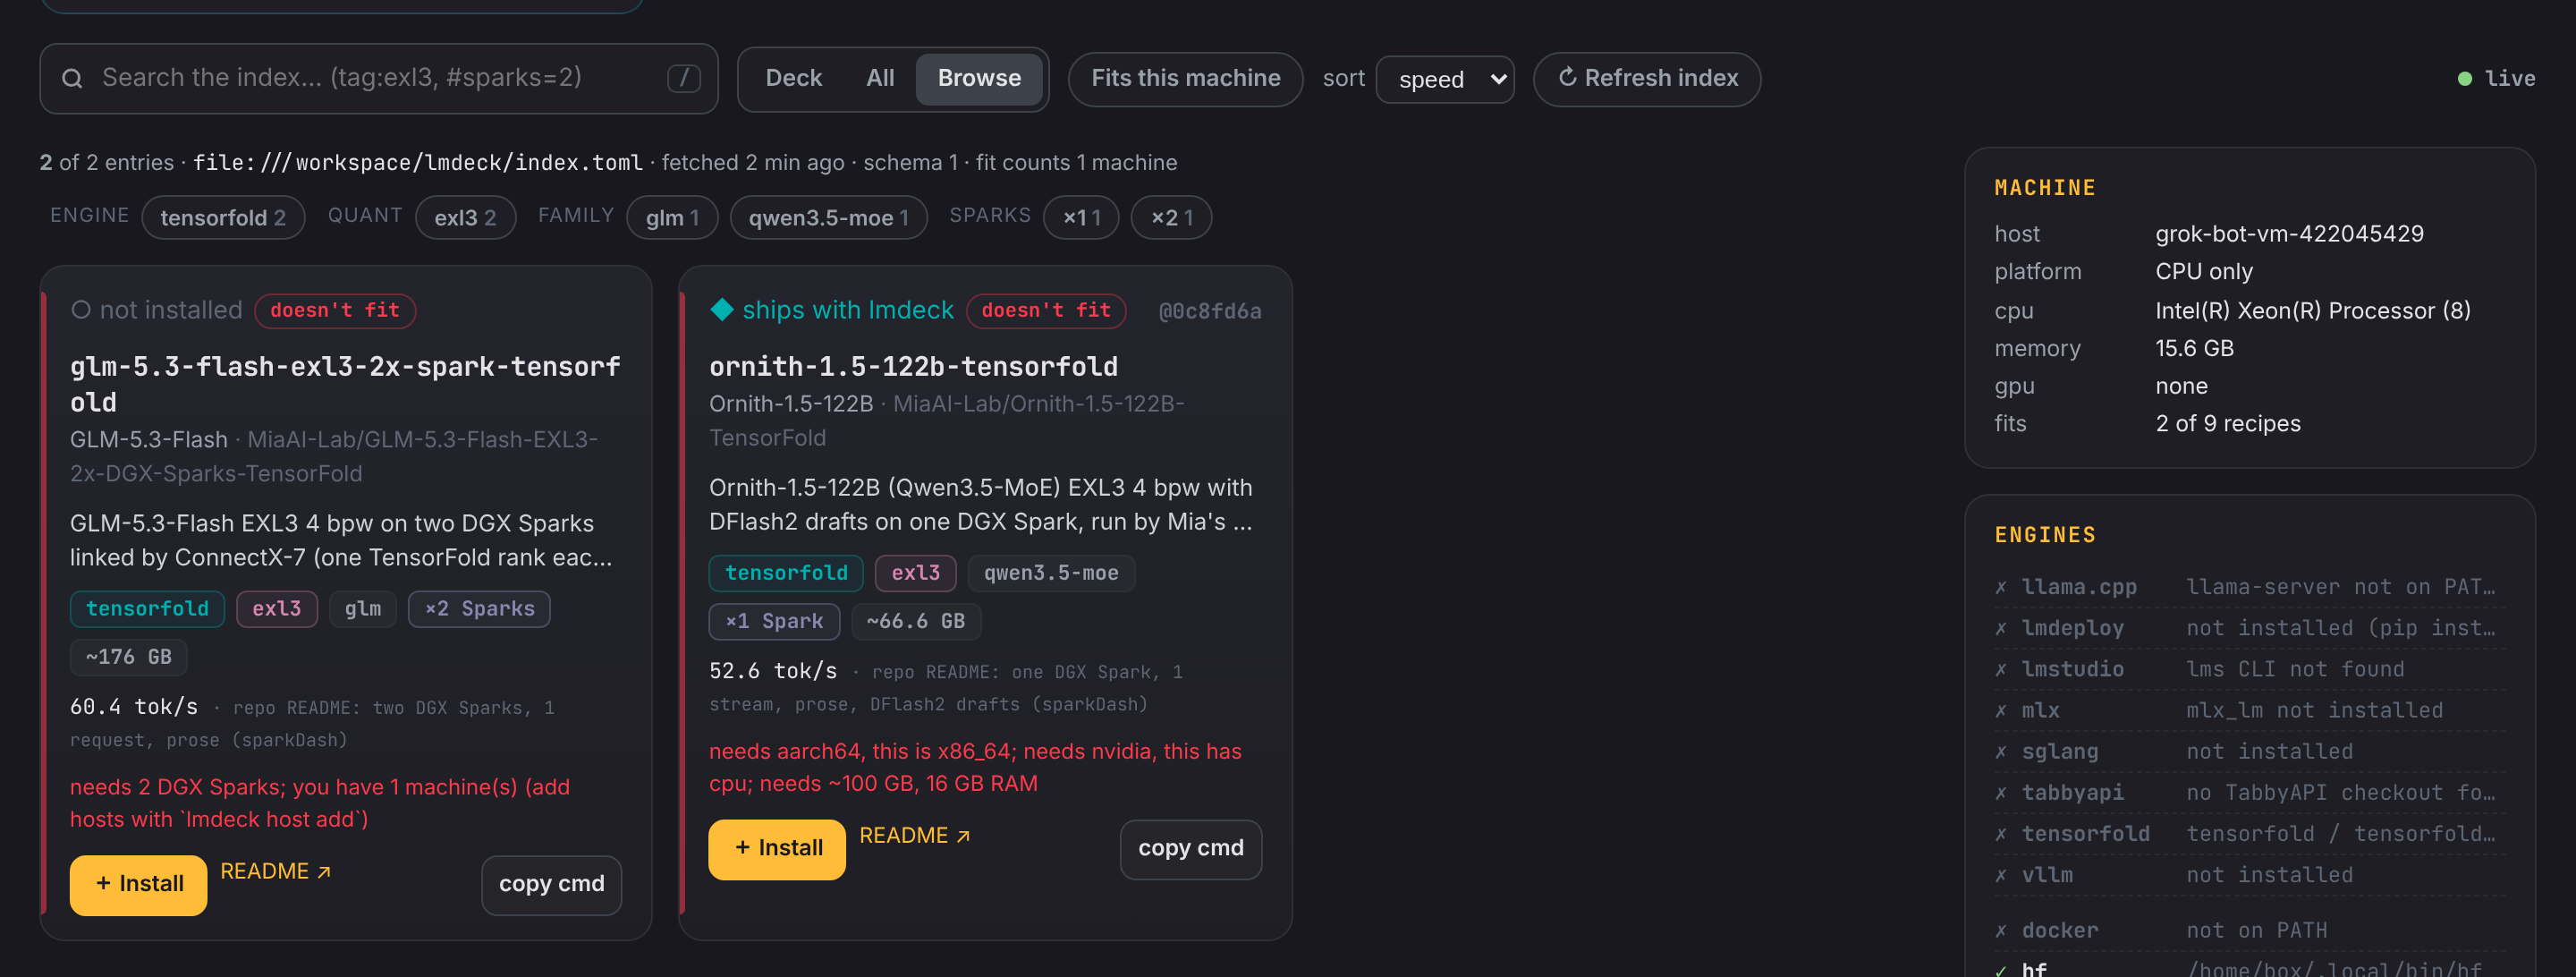 Search the index... (tag:exl3, #sparks=2) /
Deck All Browse
Fits this machine
sort speed
↻ Refresh index
live
2 of 2 entries · file:///workspace/lmdeck/index.toml · fetched 2 min ago · schema 1 · fit counts 1 machine
ENGINE tensorfold 2 QUANT exl3 2 FAMILY glm 1 qwen3.5-moe 1 SPARKS ×1 1 ×2 1
○ not installed doesn't fit
glm-5.3-flash-exl3-2x-spark-tensorf
old
GLM-5.3-Flash · MiaAI-Lab/GLM-5.3-Flash-EXL3-
2x-DGX-Sparks-TensorFold
GLM-5.3-Flash EXL3 4 bpw on two DGX Sparks
linked by ConnectX-7 (one TensorFold rank eac…
tensorfold exl3 glm ×2 Sparks
~176 GB
60.4 tok/s · repo README: two DGX Sparks, 1
request, prose (sparkDash)
needs 2 DGX Sparks; you have 1 machine(s) (add
hosts with `lmdeck host add`)
+ Install README ↗ copy cmd
◆ ships with lmdeck doesn't fit @0c8fd6a
ornith-1.5-122b-tensorfold
Ornith-1.5-122B · MiaAI-Lab/Ornith-1.5-122B-
TensorFold
Ornith-1.5-122B (Qwen3.5-MoE) EXL3 4 bpw with
DFlash2 drafts on one DGX Spark, run by Mia's …
tensorfold exl3 qwen3.5-moe
×1 Spark ~66.6 GB
52.6 tok/s · repo README: one DGX Spark, 1
stream, prose, DFlash2 drafts (sparkDash)
needs aarch64, this is x86_64; needs nvidia, this has
cpu; needs ~100 GB, 16 GB RAM
+ Install README ↗ copy cmd
MACHINE
host grok-bot-vm-422045429
platform CPU only
cpu Intel(R) Xeon(R) Processor (8)
memory 15.6 GB
gpu none
fits 2 of 9 recipes
ENGINES
✗ llama.cpp llama-server not on PAT…
✗ lmdeploy not installed (pip inst…
✗ lmstudio lms CLI not found
✗ mlx mlx_lm not installed
✗ sglang not installed
✗ tabbyapi no TabbyAPI checkout fo…
✗ tensorfold tensorfold / tensorfold…
✗ vllm not installed
✗ docker not on PATH
✓ hf /home/box/.local/bin/hf